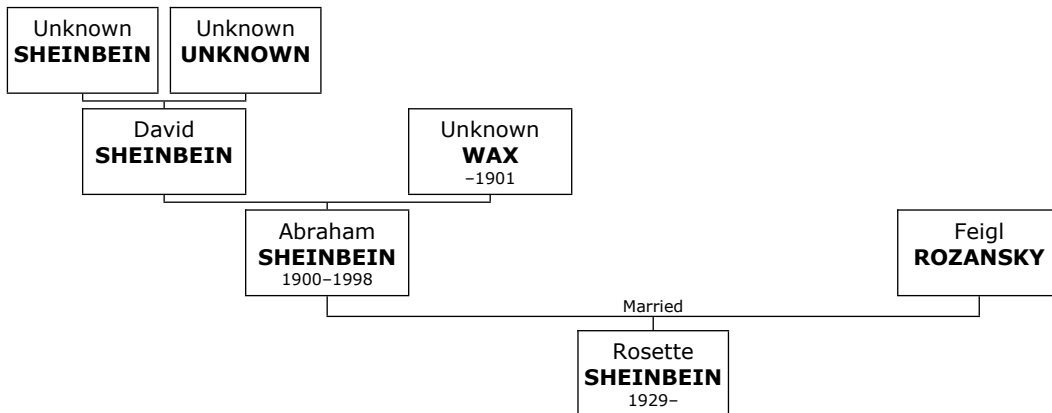 Unknown
SHEINBEIN
Unknown
UNKNOWN
David
SHEINBEIN
Unknown
WAX
–1901
Abraham
SHEINBEIN
1900–1998
Feigl
ROZANSKY
Married
Rosette
SHEINBEIN
1929–